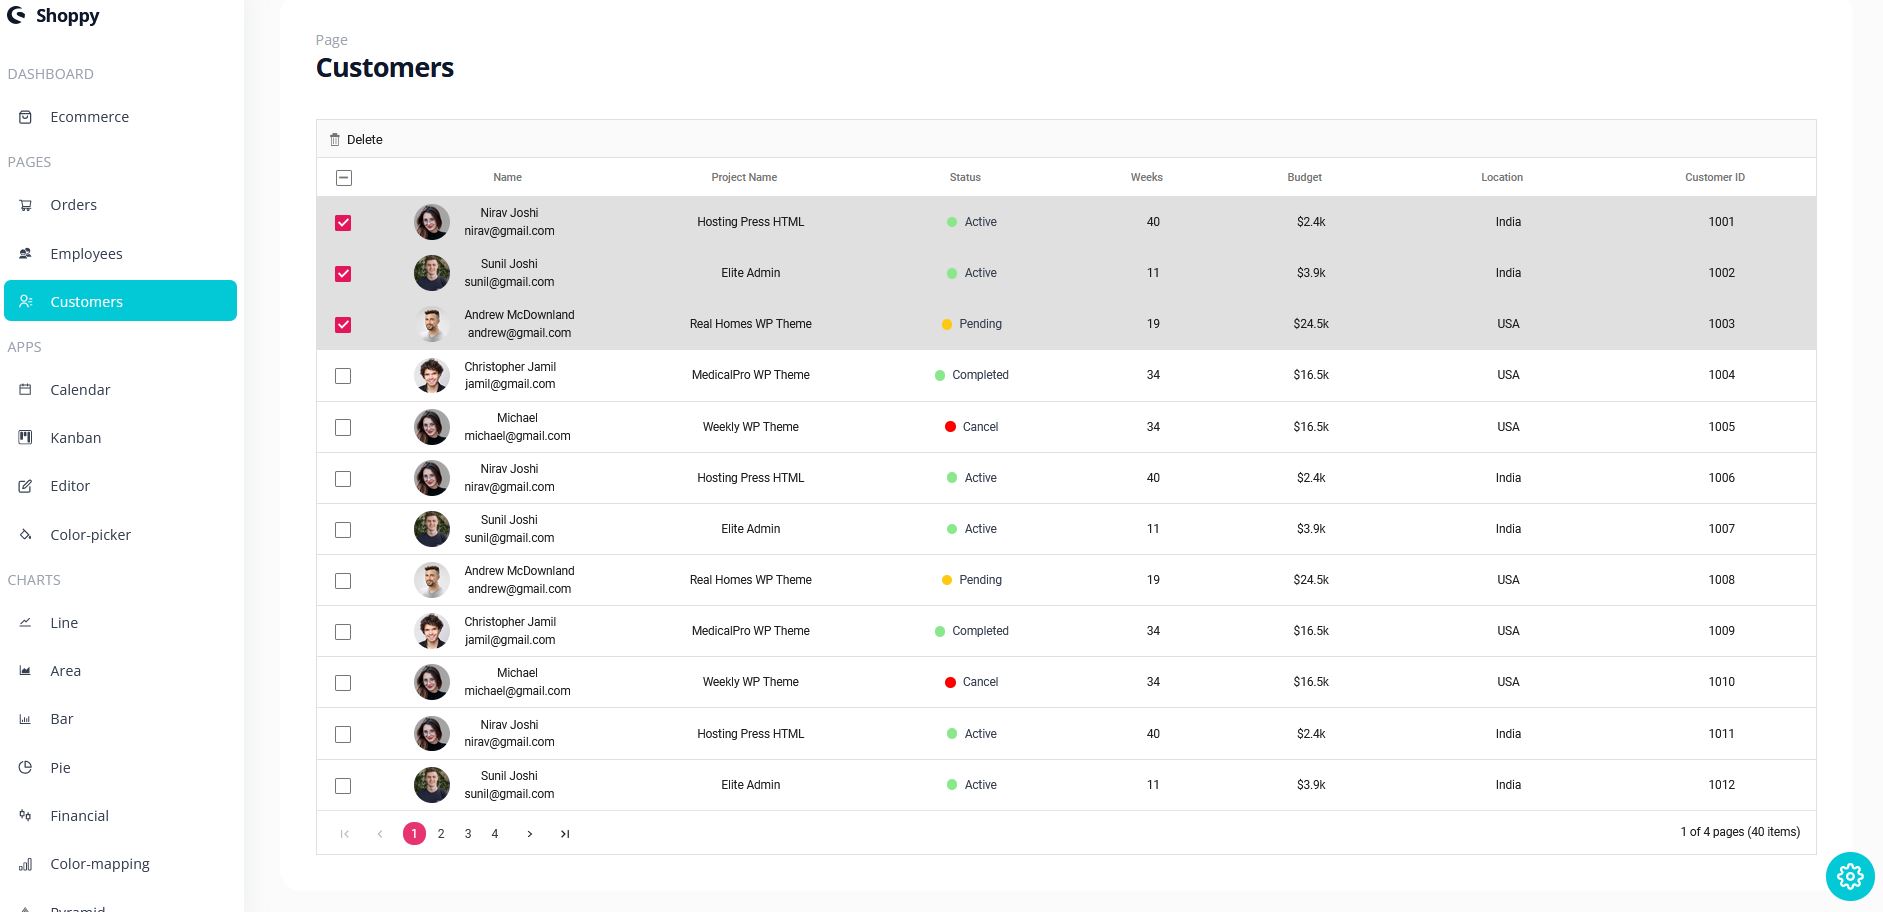 Shoppy
DASHBOARD
Ecommerce
PAGES
Orders
Employees
Customers
APPS
Calendar
Kanban
Editor
Color-picker
CHARTS
Line
Area
Bar
Pie
Financial
Color-mapping
Pyramid
Page
Customers
Delete
Name Project Name Status Weeks Budget Location Customer ID
Nirav Joshi
nirav@gmail.com Hosting Press HTML Active 40 $2.4k India 1001
Sunil Joshi
sunil@gmail.com Elite Admin Active 11 $3.9k India 1002
Andrew McDownland
andrew@gmail.com Real Homes WP Theme Pending 19 $24.5k USA 1003
Christopher Jamil
jamil@gmail.com MedicalPro WP Theme Completed 34 $16.5k USA 1004
Michael
michael@gmail.com Weekly WP Theme Cancel 34 $16.5k USA 1005
Nirav Joshi
nirav@gmail.com Hosting Press HTML Active 40 $2.4k India 1006
Sunil Joshi
sunil@gmail.com Elite Admin Active 11 $3.9k India 1007
Andrew McDownland
andrew@gmail.com Real Homes WP Theme Pending 19 $24.5k USA 1008
Christopher Jamil
jamil@gmail.com MedicalPro WP Theme Completed 34 $16.5k USA 1009
Michael
michael@gmail.com Weekly WP Theme Cancel 34 $16.5k USA 1010
Nirav Joshi
nirav@gmail.com Hosting Press HTML Active 40 $2.4k India 1011
Sunil Joshi
sunil@gmail.com Elite Admin Active 11 $3.9k India 1012
1 2 3 4 1 of 4 pages (40 items)